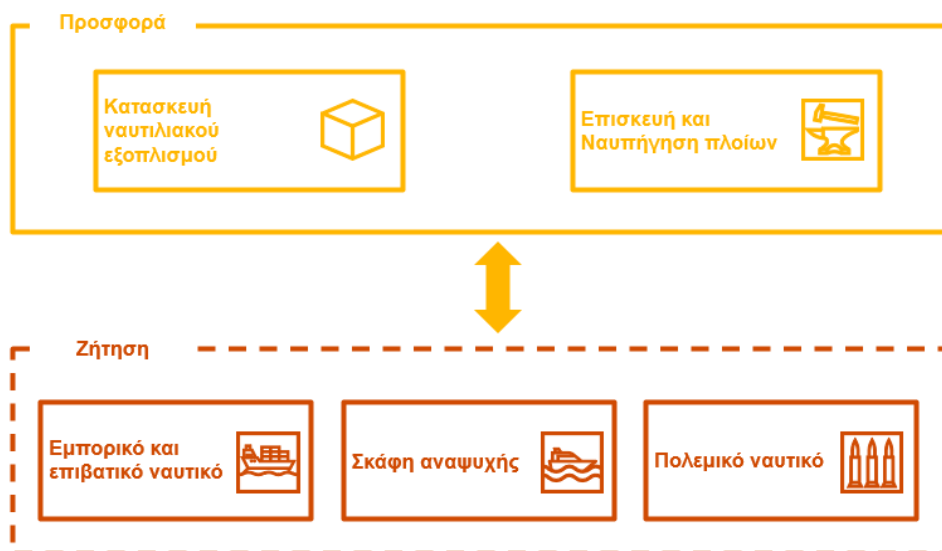 Προσφορά
Κατασκευή
ναυτιλιακού
εξοπλισμού
Επισκευή και
Ναυπήγηση πλοίων
Ζήτηση
Εμπορικό και
επιβατικό ναυτικό
Σκάφη αναψυχής
Πολεμικό ναυτικό